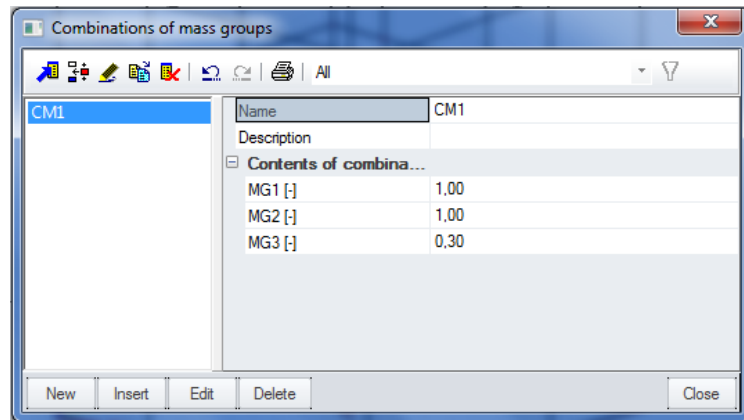 Combinations of mass groups
All
CM1
Name CM1
Description
Contents of combina...
MG1 [-] 1,00
MG2 [-] 1,00
MG3 [-] 0,30
New Insert Edit Delete Close